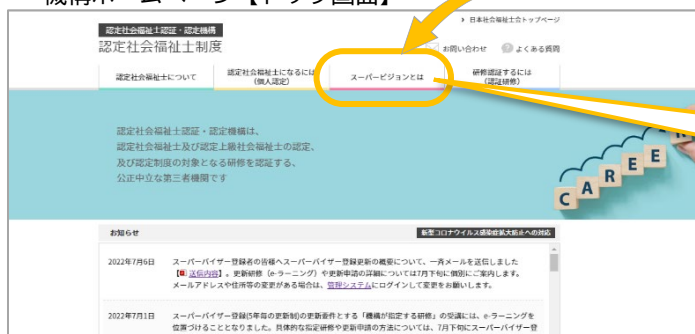 機構ホームページ【トップ画面】
認定社会福祉士認証・認定機構
認定社会福祉士制度
日本社会福祉士会トップページ
お問い合わせ
よくある質問
認定社会福祉士について
認定社会福祉士になるには
(個人認定)
スーパービジョンとは
研修認証するには
(認証研修)
認定社会福祉士認証・認定機構は、
認定社会福祉士及び認定上級社会福祉士の認定、
及び認定制度の対象となる研修を認証する、
公正中立な第三者機関です
CAREE
お知らせ
新型コロナウイルス感染症拡大防止への対応
2022年7月6日
スーパーバイザー登録者の皆様へスーパーバイザー登録更新の概要について、一斉メールを送信しました
【送信内容】。更新研修(e-ラーニング)や更新申請の詳細については7月下旬に個別にご案内します。
メールアドレスや住所等の変更がある場合は、管理システムにログインして変更をお願いします。
2022年7月1日
スーパーバイザー登録(5年毎の更新制)の更新要件とする「機構が指定する研修」の受講には、e-ラーニングを
位置づけることとなりました。具体的な指定研修や更新申請の方法については、7月下旬にスーパーバイザー登